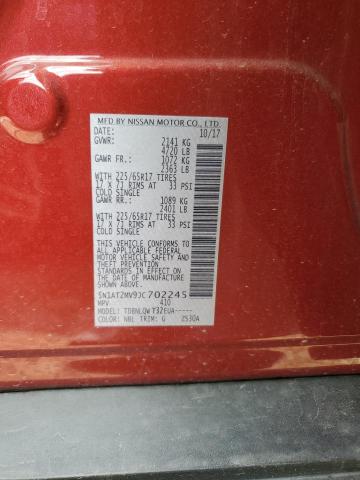 MFD BY NISSAN MOTOR CO., LTD.
DATE: 10/17
GVWR: 2141 KG
4720 LB
GAWR FR.: 1072 KG
2363 LB
WITH 225/65R17 TIRES
17 X 7J RIMS AT 33 PSI
COLD SINGLE
GAWR RR.: 1089 KG
2401 LB
WITH 225/65R17 TIRES
17 X 7J RIMS AT 33 PSI
COLD SINGLE
THIS VEHICLE CONFORMS TO
ALL APPLICABLE FEDERAL
MOTOR VEHICLE SAFETY AND
THEFT PREVENTION
STANDARDS IN EFFECT ON
THE DATE OF MANUFACTURE
SHOWN ABOVE.
5N1AT2MV9JC702245
MPV 410
MODEL: TDBNLQW T32EUA-----
COLOR: NBL TRIM: G 2530A